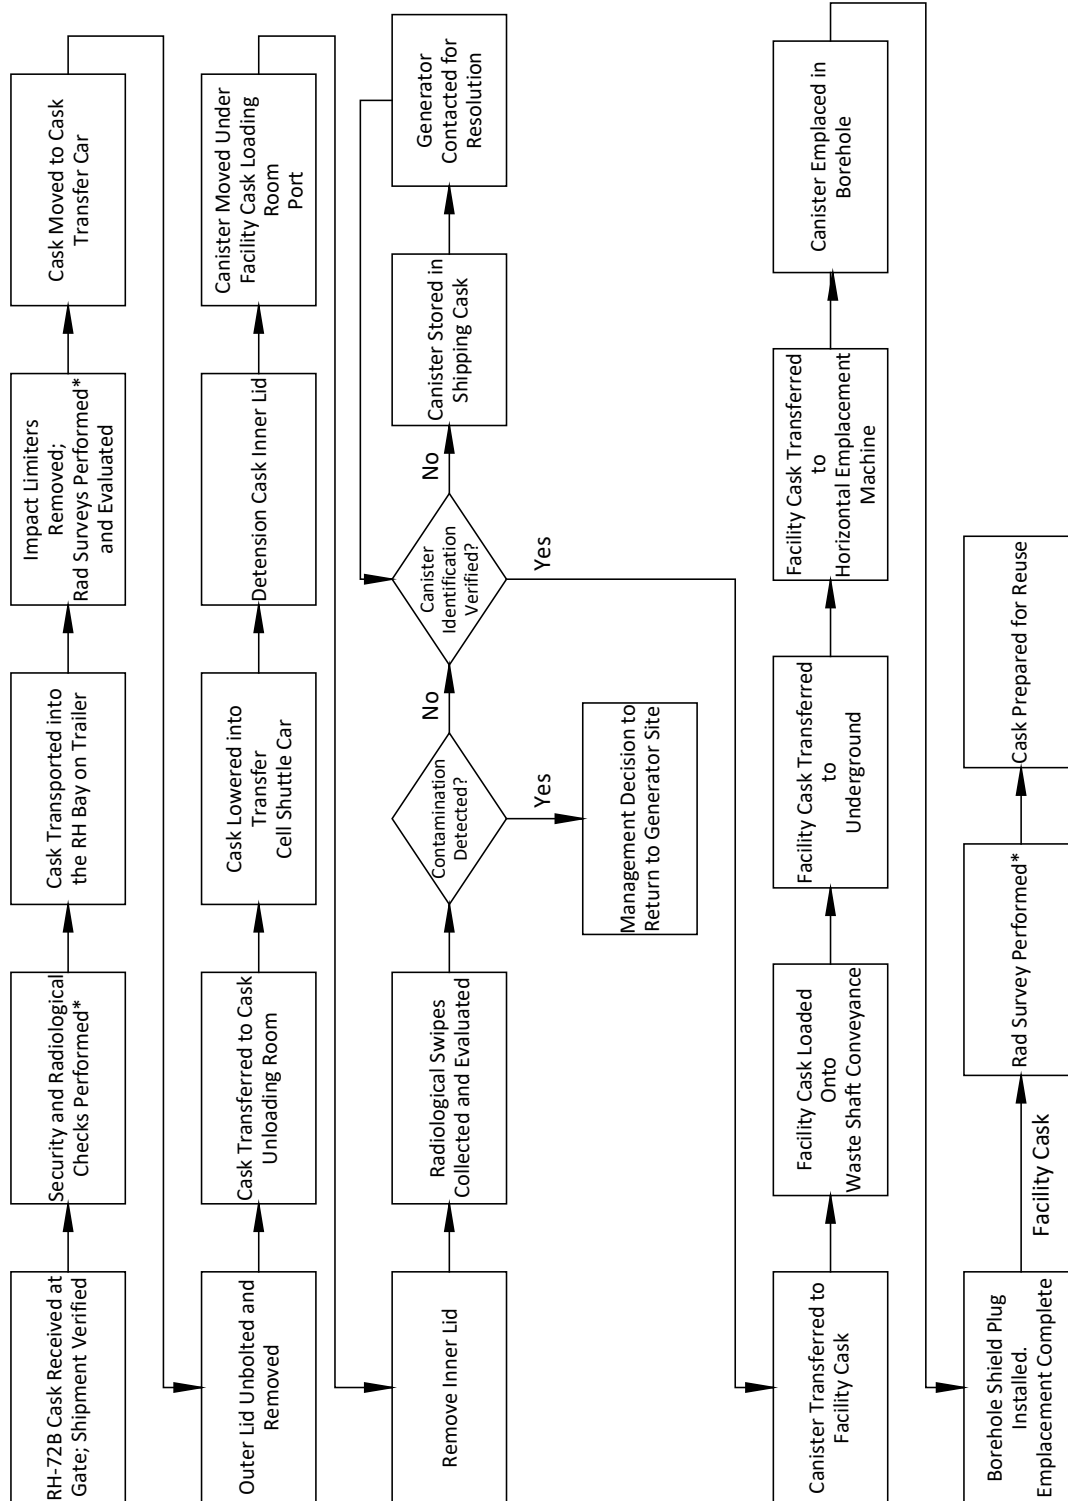 RH-72B Cask Received at
Gate; Shipment Verified
Security and Radiological
Checks Performed*
Cask Transported into
the RH Bay on Trailer
Impact Limiters
Removed;
Rad Surveys Performed*
and Evaluated
Cask Moved to Cask
Transfer Car
Outer Lid Unbolted and
Removed
Cask Transferred to Cask
Unloading Room
Cask Lowered into
Transfer
Cell Shuttle Car
Detension Cask Inner Lid
Canister Moved Under
Facility Cask Loading
Room
Port
Remove Inner Lid
Radiological Swipes
Collected and Evaluated
Contamination
Detected?
No
Yes
Management Decision to
Return to Generator Site
Canister
Identification
Verified?
No
Yes
Canister Stored in
Shipping Cask
Generator
Contacted for
Resolution
Canister Transferred to
Facility Cask
Facility Cask Loaded
Onto
Waste Shaft Conveyance
Facility Cask Transferred
to
Underground
Facility Cask Transferred
to
Horizontal Emplacement
Machine
Canister Emplaced in
Borehole
Borehole Shield Plug
Installed.
Emplacement Complete
Facility Cask
Rad Survey Performed*
Cask Prepared for Reuse